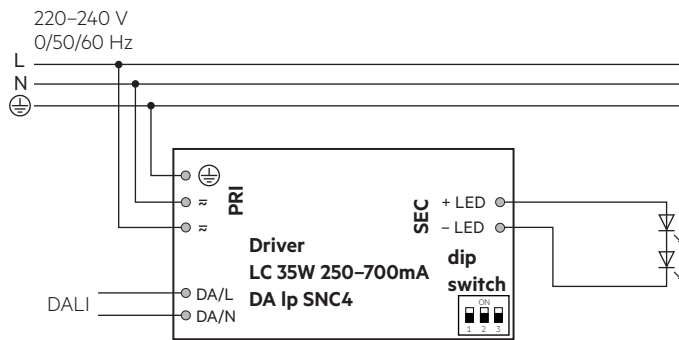 220–240 V
0/50/60 Hz
L
N
PRI
SEC
+ LED
– LED
Driver
LC 35W 250–700mA
DA lp SNC4
dip
switch
ON
1 2 3
DALI
DA/L
DA/N